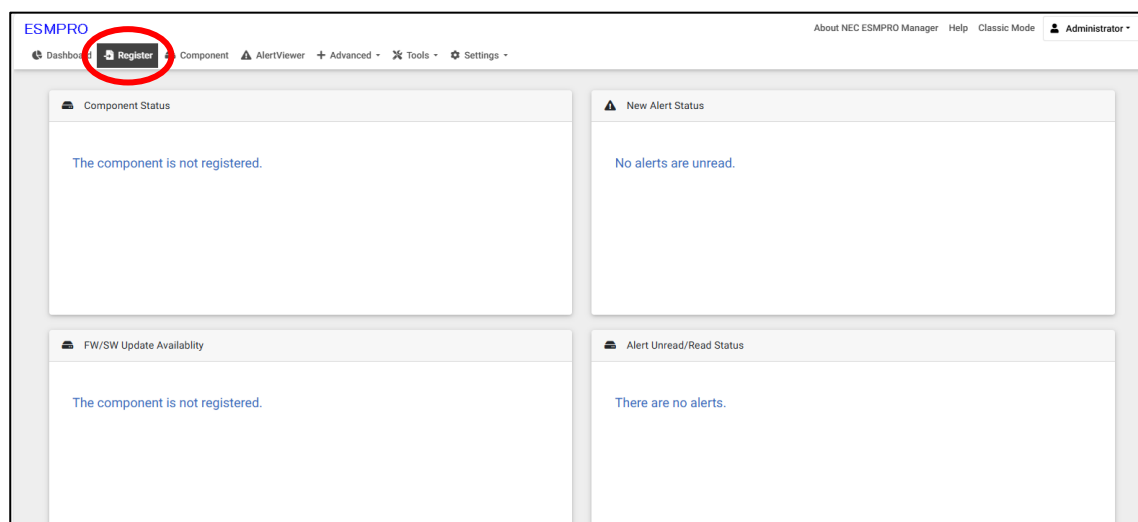 ESMPRO
About NEC ESMPRO Manager Help Classic Mode Administrator
Dashboard Register Component AlertViewer Advanced Tools Settings
Component Status
New Alert Status
The component is not registered.
No alerts are unread.
FW/SW Update Availablity
Alert Unread/Read Status
The component is not registered.
There are no alerts.